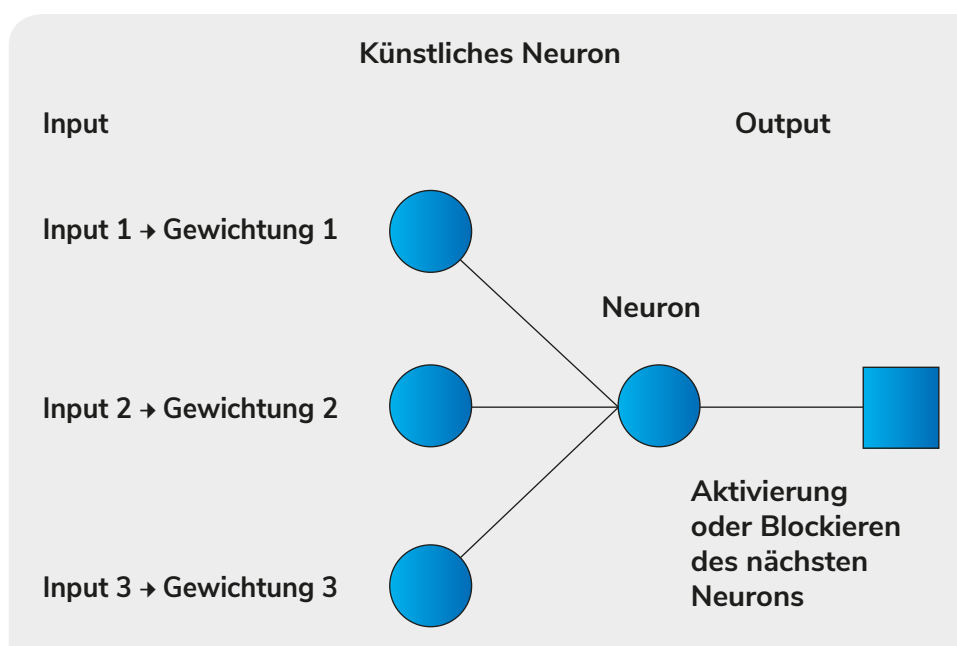 Künstliches Neuron
Input
Output
Input 1 → Gewichtung 1
Neuron
Input 2 → Gewichtung 2
Aktivierung
oder Blockieren
des nächsten
Neurons
Input 3 → Gewichtung 3